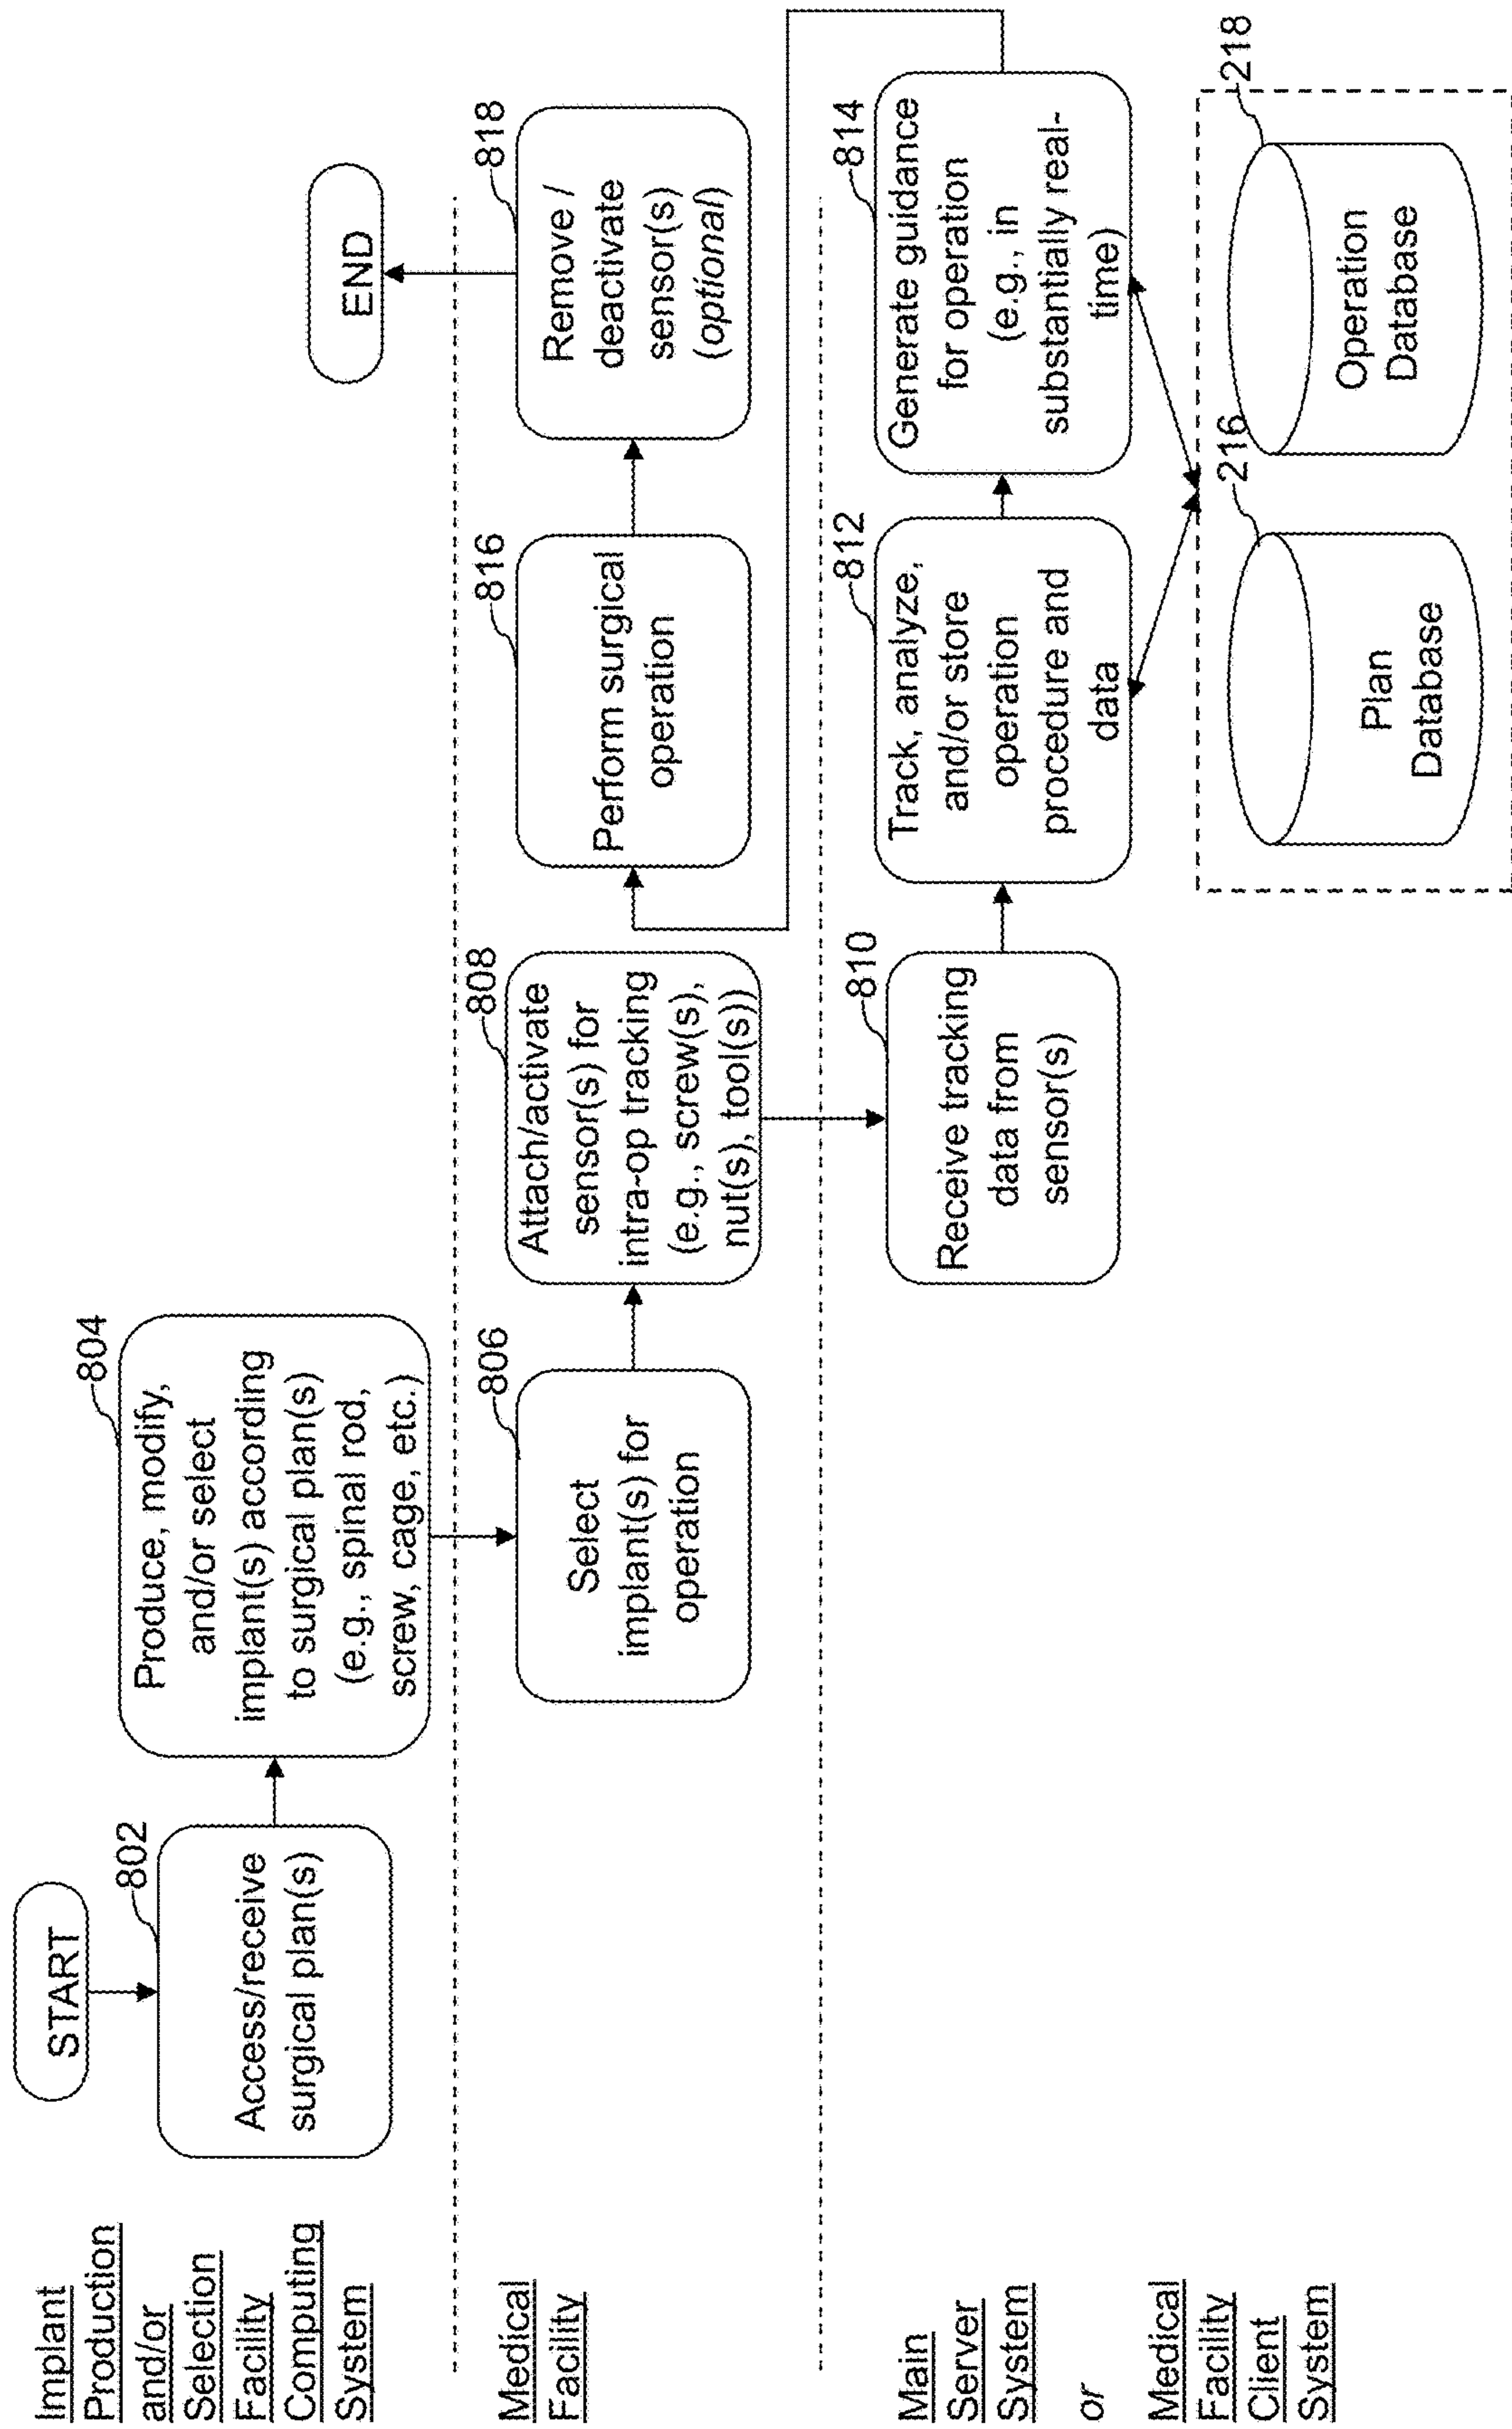 Implant
Production
and/or
Selection
Facility
Computing
System
START
802
Access/receive
surgical plan(s)
804
Produce, modify,
and/or select
implant(s) according
to surgical plan(s)
(e.g., spinal rod,
screw, cage, etc.)
END
Medical
Facility
806
Select
implant(s) for
operation
808
Attach/activate
sensor(s) for
intra-op tracking
(e.g., screw(s),
nut(s), tool(s))
816
Perform surgical
operation
818
Remove /
deactivate
sensor(s)
(optional)
Main
Server
System
or
Medical
Facility
Client
System
810
Receive tracking
data from
sensor(s)
812
Track, analyze,
and/or store
operation
procedure and
data
814
Generate guidance
for operation
(e.g., in
substantially real-
time)
216
Plan
Database
218
Operation
Database